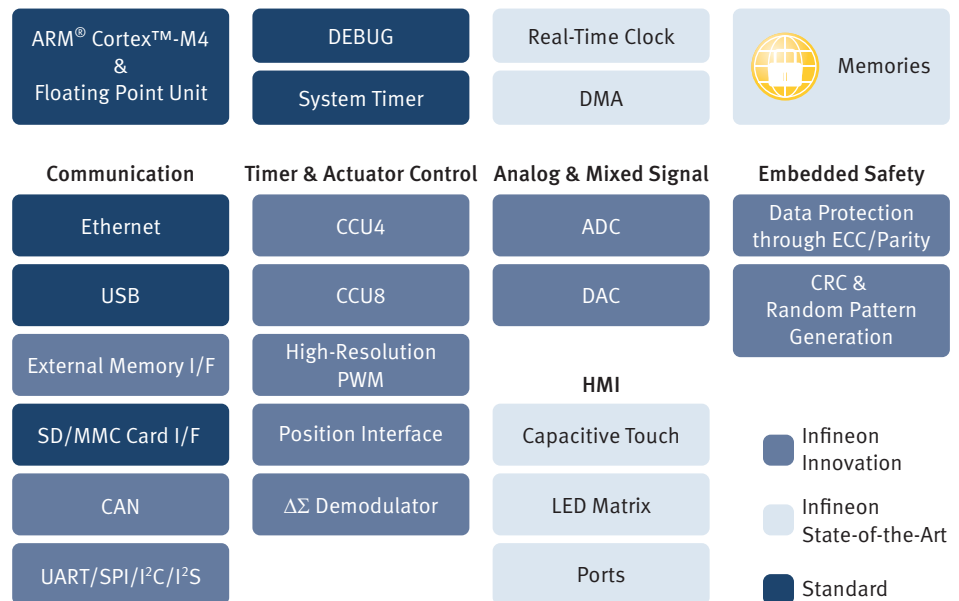 ARM® Cortex™-M4
&
Floating Point Unit
DEBUG
System Timer
Real-Time Clock
DMA
Memories
Communication
Ethernet
USB
External Memory I/F
SD/MMC Card I/F
CAN
UART/SPI/I²C/I²S
Timer & Actuator Control
CCU4
CCU8
High-Resolution
PWM
Position Interface
ΔΣ Demodulator
Analog & Mixed Signal
ADC
DAC
HMI
Capacitive Touch
LED Matrix
Ports
Embedded Safety
Data Protection
through ECC/Parity
CRC &
Random Pattern
Generation
Infineon
Innovation
Infineon
State-of-the-Art
Standard